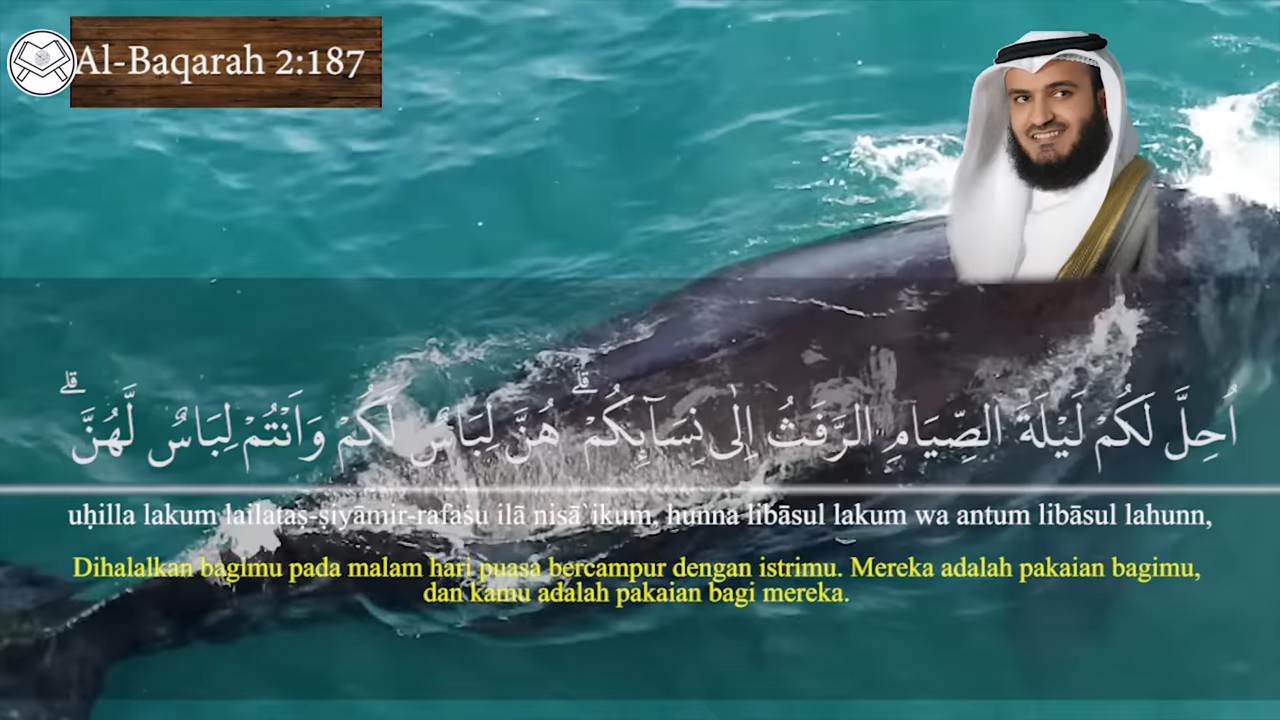 Al-Baqarah 2:187
اُحِلَّ لَكُمْ لَيْلَةَ الصِّيَامِ الرَّفَثُ اِلٰى نِسَاۤىِٕكُمْ ۗ هُنَّ لِبَاسٌ لَّكُمْ وَاَنْتُمْ لِبَاسٌ لَّهُنَّ ۗ
uḥilla lakum lailataṣ-ṣiyāmir-rafaṡu ilā nisā`ikum, hunna libāsul lakum wa antum libāsul lahunn,
Dihalalkan bagimu pada malam hari puasa bercampur dengan istrimu. Mereka adalah pakaian bagimu,
dan kamu adalah pakaian bagi mereka.